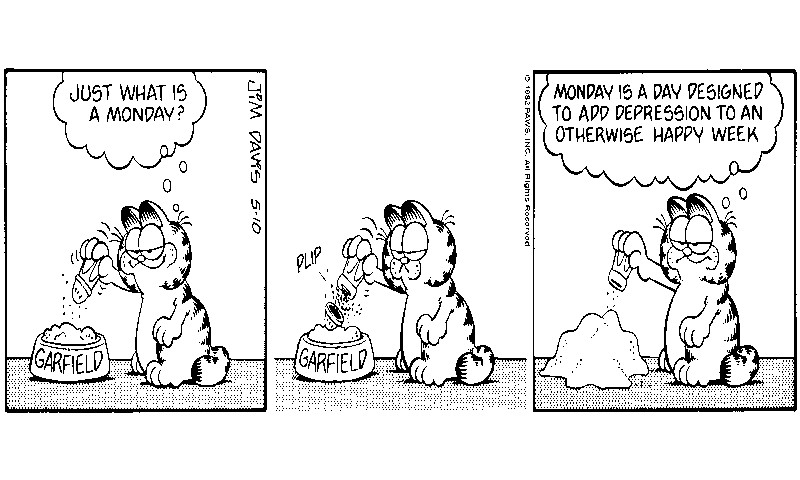 JUST WHAT IS
A MONDAY?
GARFIELD
JIM DAVIS 5-10
PLIP
GARFIELD
© 1982 PAWS, INC. All Rights Reserved
MONDAY IS A DAY DESIGNED
TO ADD DEPRESSION TO AN
OTHERWISE HAPPY WEEK